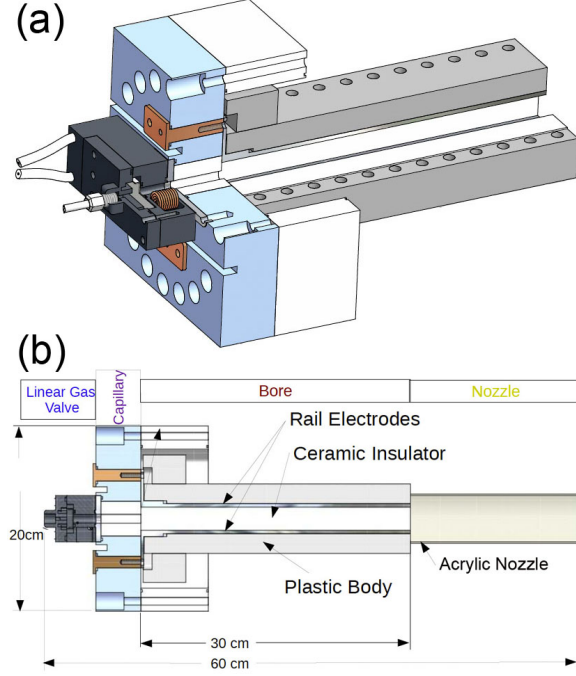 (a)
(b)
Linear Gas
Valve
Capillary
Bore
Nozzle
Rail Electrodes
Ceramic Insulator
20cm
Acrylic Nozzle
Plastic Body
30 cm
60 cm